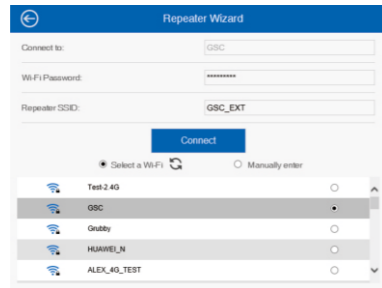 Repeater Wizard
Connect to: GSC
Wi-Fi Password: *********
Repeater SSID: GSC_EXT
Connect
Select a Wi-Fi Manually enter
Test-2.4G
GSC
Grubby
HUAWEI_N
ALEX_4G_TEST